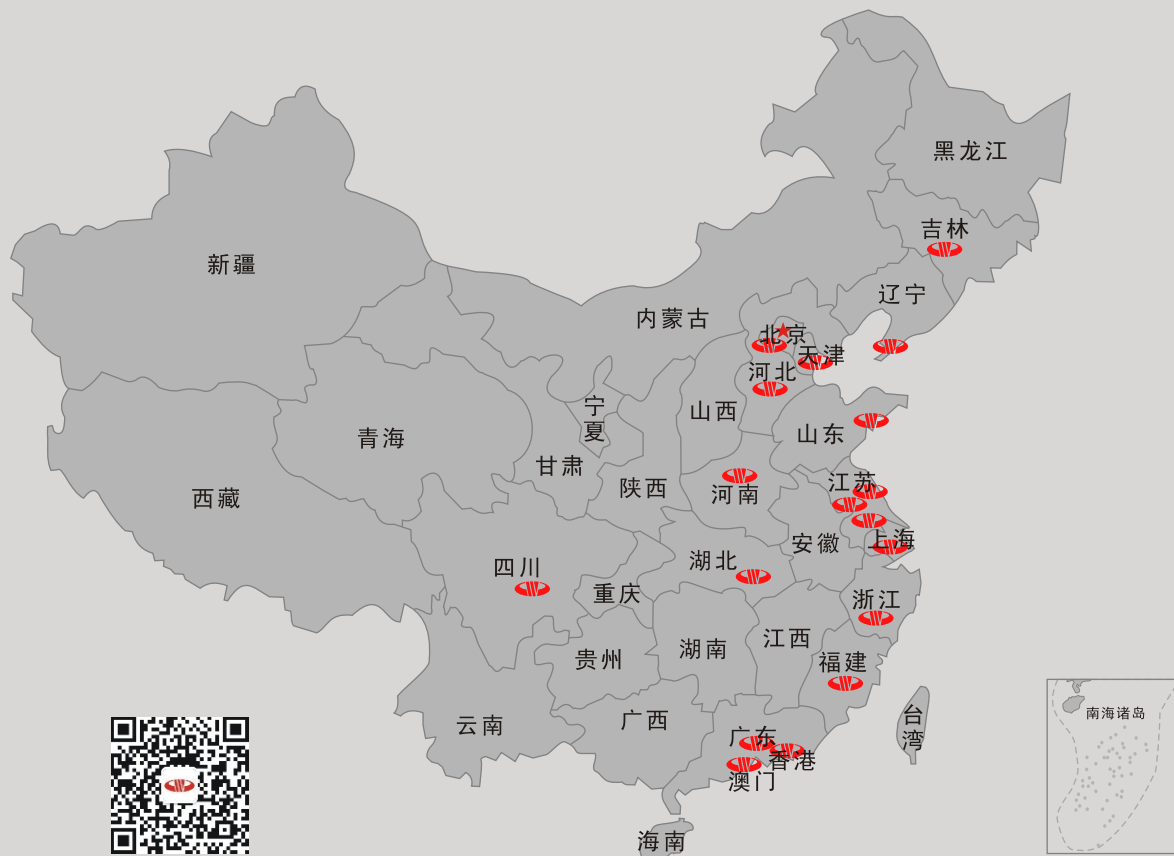 黑龙江
吉林
新疆
辽宁
内蒙古
北京
天津
河北
宁夏
山西
山东
青海
甘肃
陕西
河南
江苏
西藏
安徽
上海
湖北
四川
重庆
浙江
湖南
江西
福建
贵州
云南
广西
广东
台湾
南海诸岛
香港
澳门
海南